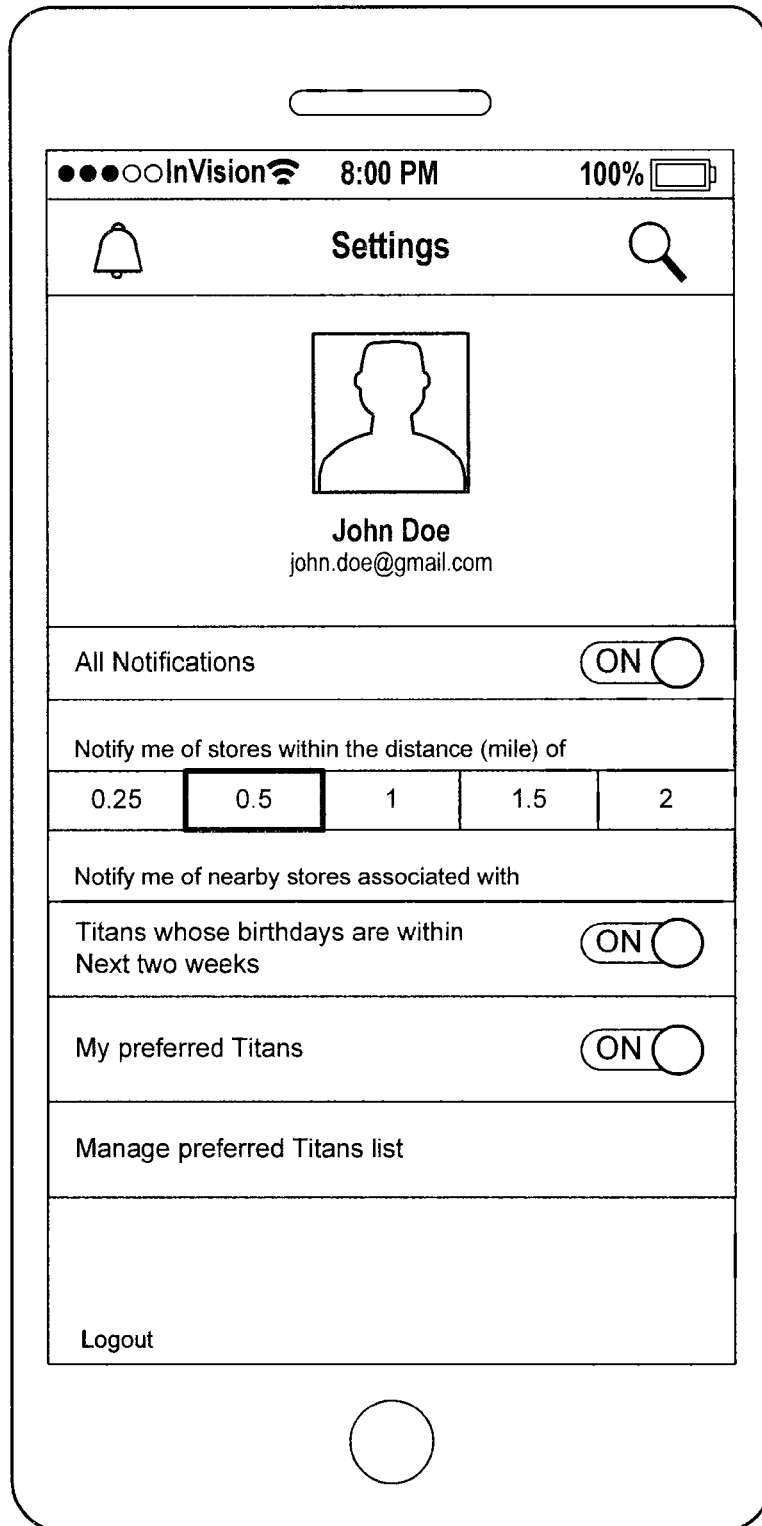 InVision 8:00 PM 100%
Settings
John Doe
john.doe@gmail.com
All Notifications ON
Notify me of stores within the distance (mile) of
0.25 0.5 1 1.5 2
Notify me of nearby stores associated with
Titans whose birthdays are within
Next two weeks ON
My preferred Titans ON
Manage preferred Titans list
Logout